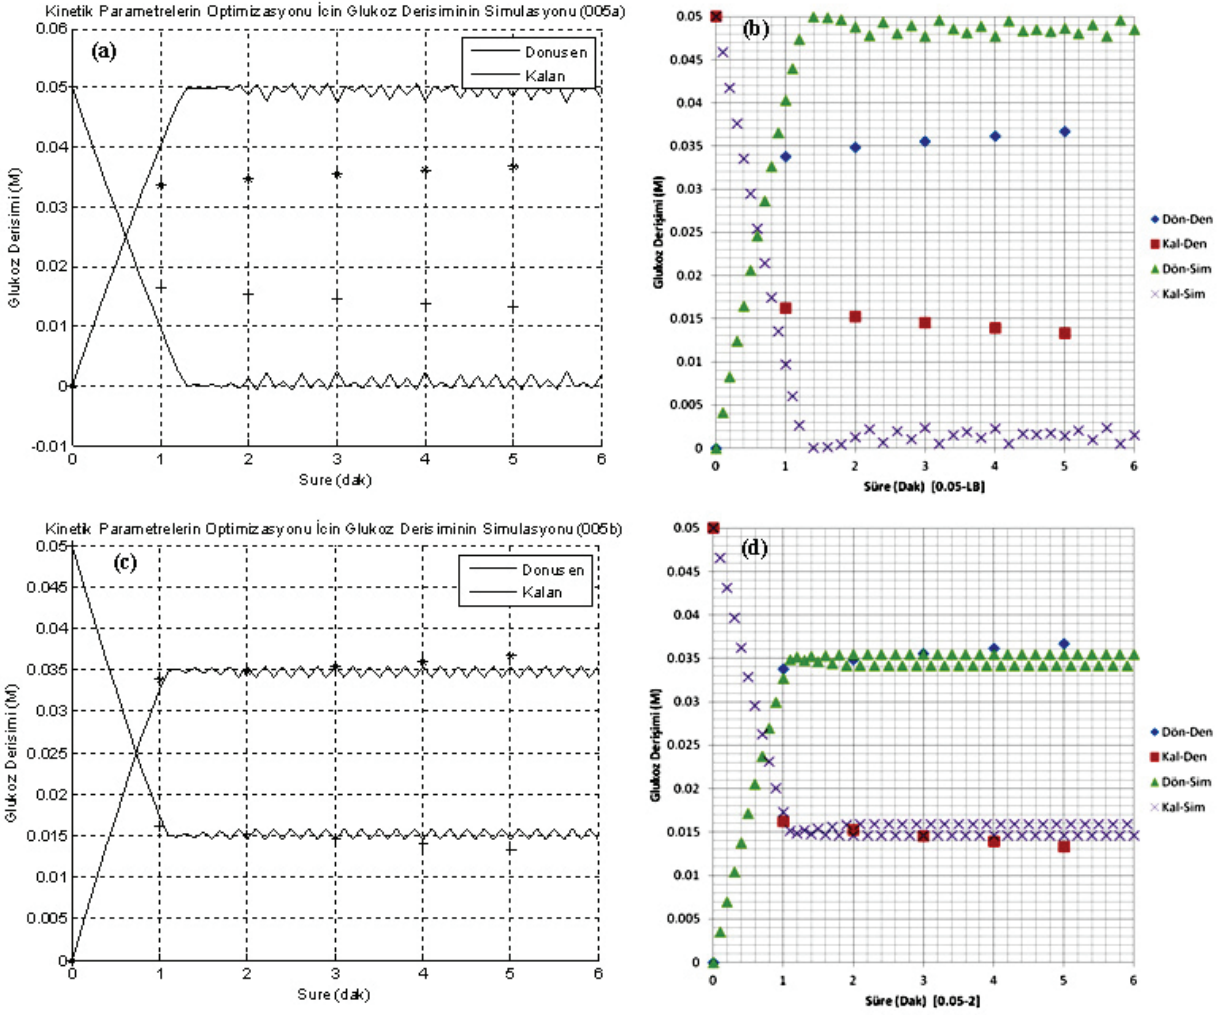 Kinetik Parametrelerin Optimizasyonu İcin Glukoz Derisiminin Simulasyonu (005a)
(a)
Donusen
Kalan
0.06
0.05
0.04
0.03
0.02
0.01
0
-0.01
Glukoz Derisimi (M)
0 1 2 3 4 5 6
Sure (dak)
(b)
0.05
0.045
0.04
0.035
0.03
0.025
0.02
0.015
0.01
0.005
0
Glukoz Derişimi (M)
0 1 2 3 4 5 6
Süre (Dak) [0.05-LB]
Dön-Den
Kal-Den
Dön-Sim
Kal-Sim
Kinetik Parametrelerin Optimizasyonu İcin Glukoz Derisiminin Simulasyonu (005b)
(c)
Donusen
Kalan
0.05
0.045
0.04
0.035
0.03
0.025
0.02
0.015
0.01
0.005
0
Glukoz Derisimi (M)
0 1 2 3 4 5 6
Sure (dak)
(d)
0.05
0.045
0.04
0.035
0.03
0.025
0.02
0.015
0.01
0.005
0
Glukoz Derişimi (M)
0 1 2 3 4 5 6
Süre (Dak) [0.05-2]
Dön-Den
Kal-Den
Dön-Sim
Kal-Sim